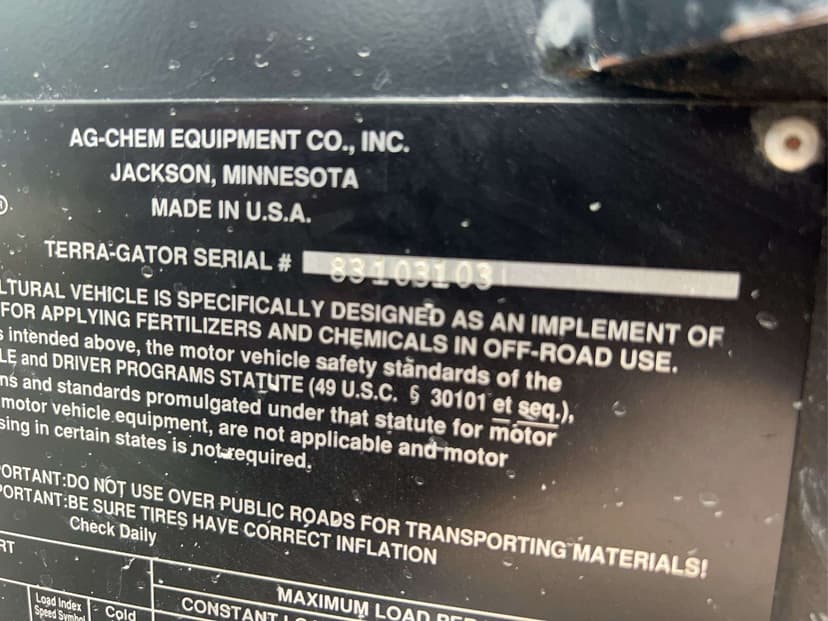 AG-CHEM EQUIPMENT CO., INC.
JACKSON, MINNESOTA
MADE IN U.S.A.
®
TERRA-GATOR SERIAL # 83103103
LTURAL VEHICLE IS SPECIFICALLY DESIGNED AS AN IMPLEMENT OF
FOR APPLYING FERTILIZERS AND CHEMICALS IN OFF-ROAD USE.
s intended above, the motor vehicle safety standards of the
LE and DRIVER PROGRAMS STATUTE (49 U.S.C. § 30101 et seq.),
ns and standards promulgated under that statute for motor
motor vehicle equipment, are not applicable and motor
sing in certain states is not required.
PORTANT:DO NOT USE OVER PUBLIC ROADS FOR TRANSPORTING MATERIALS!
PORTANT:BE SURE TIRES HAVE CORRECT INFLATION
Check Daily
RT
MAXIMUM LOAD PER
Load Index
Speed Symbol
Cold
CONSTANT LOA